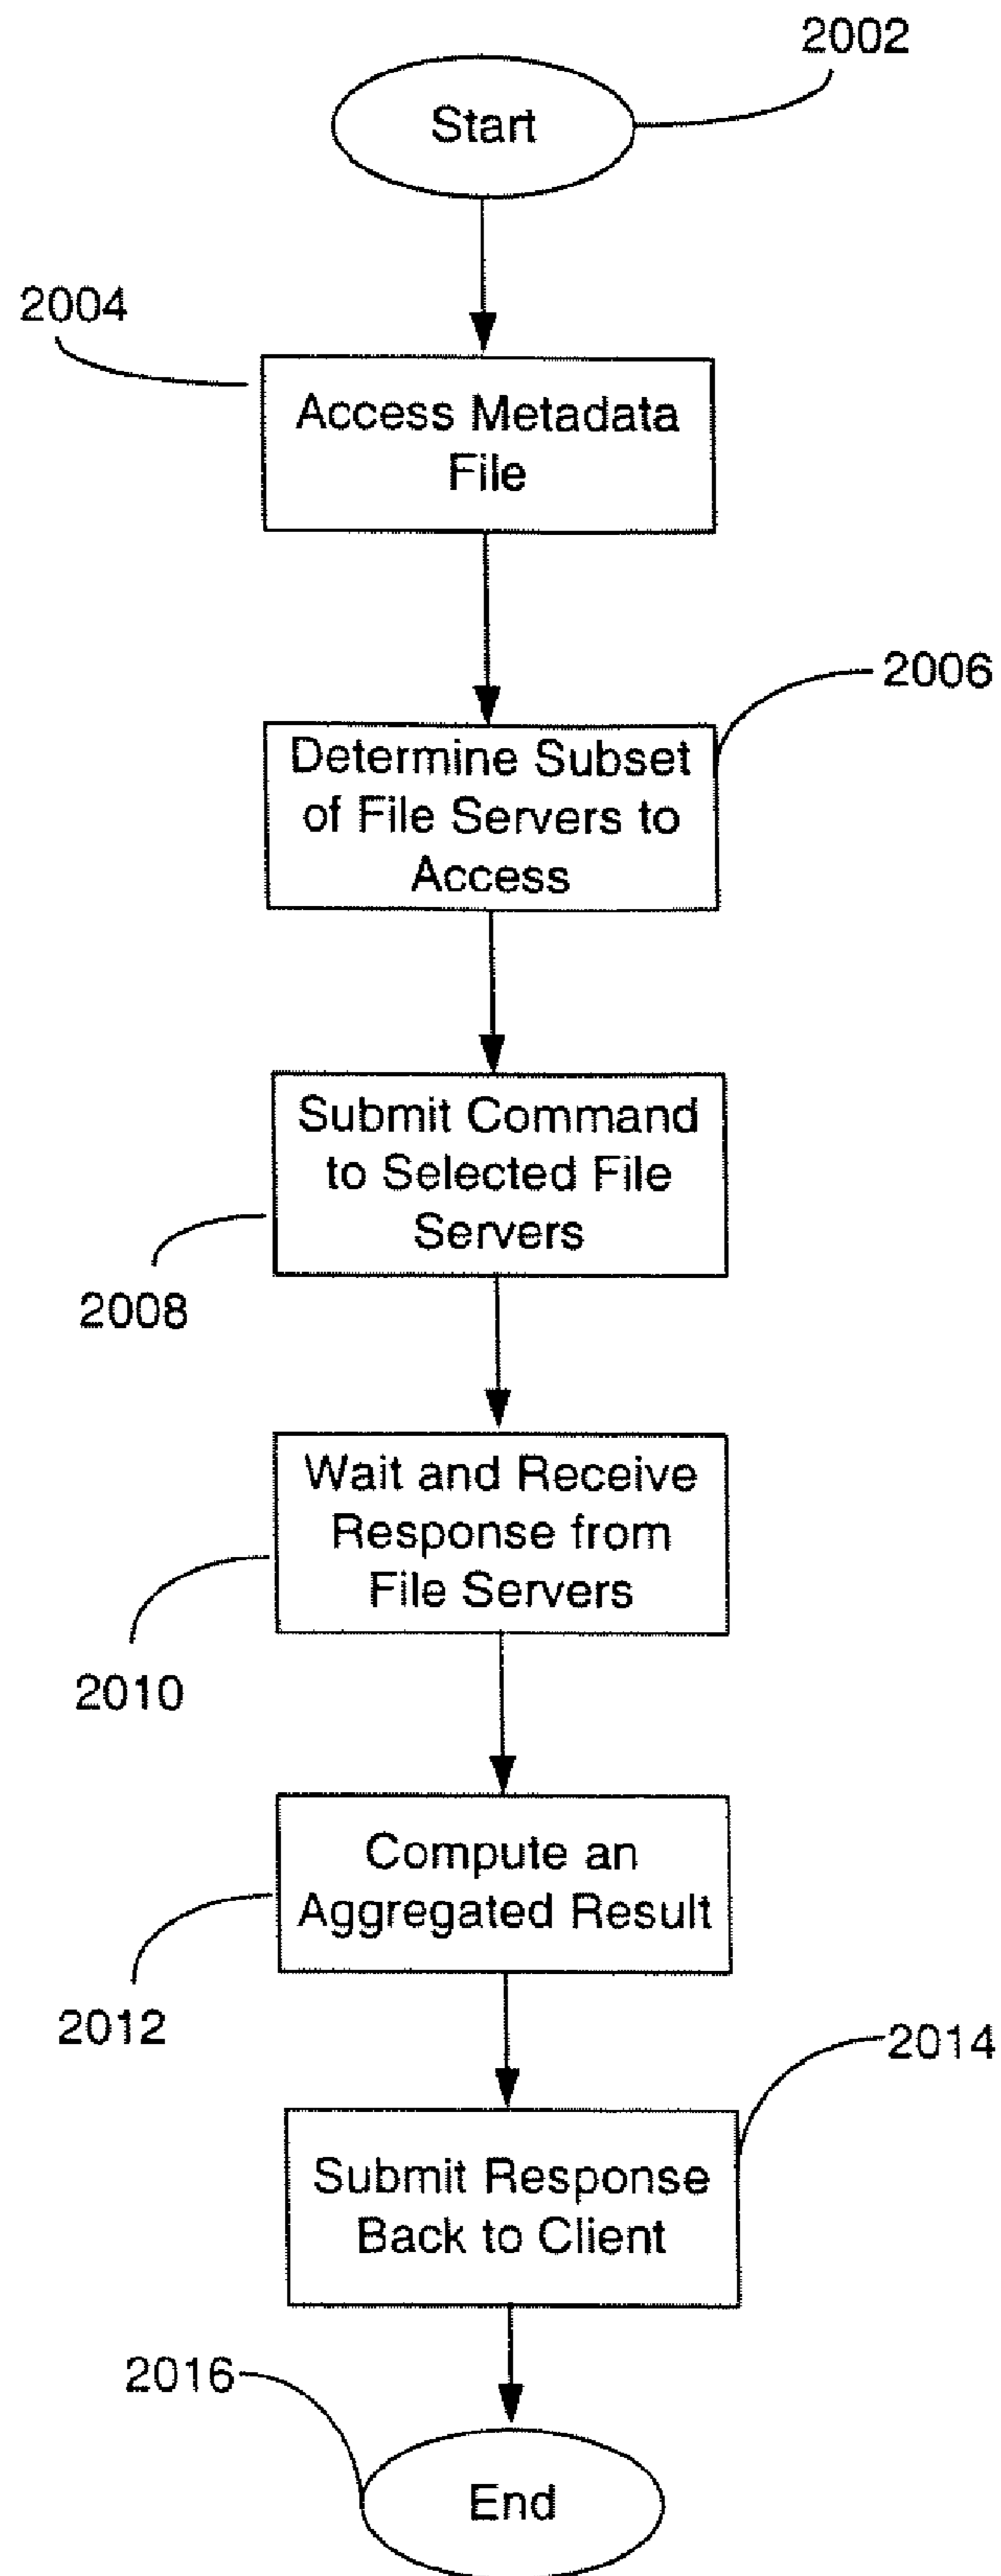 2002
Start
2004
Access Metadata
File
2006
Determine Subset
of File Servers to
Access
Submit Command
to Selected File
Servers
2008
Wait and Receive
Response from
File Servers
2010
Compute an
Aggregated Result
2012
2014
Submit Response
Back to Client
2016
End